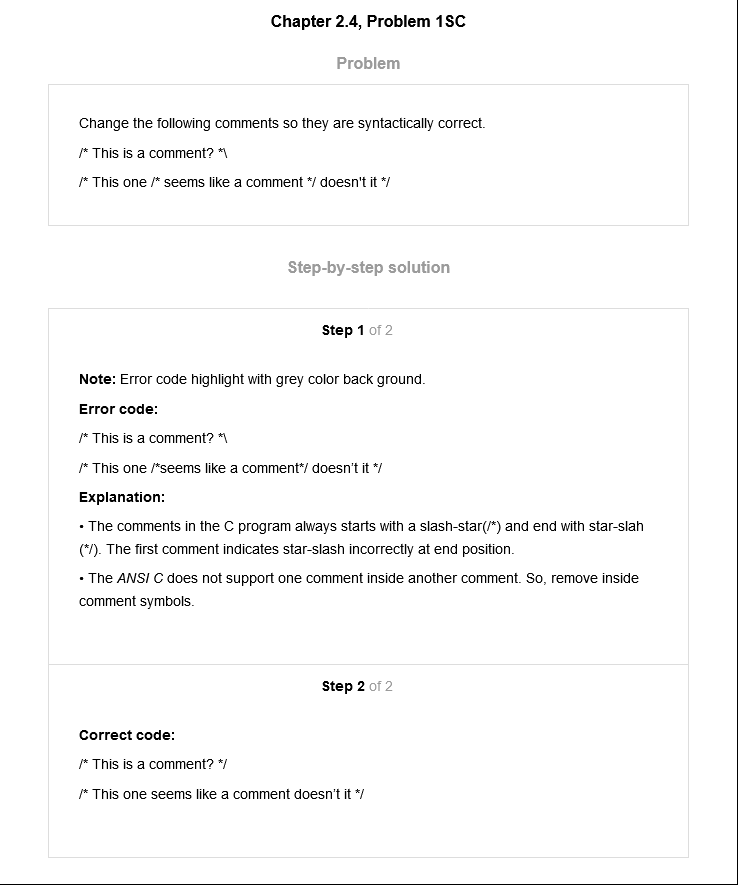 Chapter 2.4, Problem 1SC
Problem
Change the following comments so they are syntactically correct.
/* This is a comment? *\
/* This one /* seems like a comment */ doesn't it */
Step-by-step solution
Step 1 of 2
Note: Error code highlight with grey color back ground.
Error code:
/* This is a comment? *\
/* This one /*seems like a comment*/ doesn’t it */
Explanation:
• The comments in the C program always starts with a slash-star(/*) and end with star-slah
(*/). The first comment indicates star-slash incorrectly at end position.
• The ANSI C does not support one comment inside another comment. So, remove inside
comment symbols.
Step 2 of 2
Correct code:
/* This is a comment? */
/* This one seems like a comment doesn’t it */